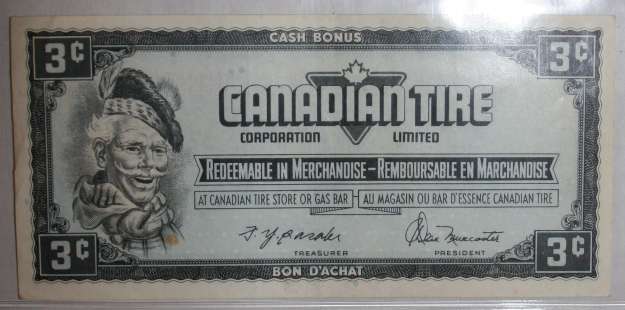 CASH BONUS
3¢ 3¢
CANADIAN TIRE
CORPORATION LIMITED
REDEEMABLE IN MERCHANDISE – REMBOURSABLE EN MARCHANDISE
AT CANADIAN TIRE STORE OR GAS BAR AU MAGASIN OU BAR D'ESSENCE CANADIAN TIRE
TREASURER PRESIDENT
3¢ 3¢
BON D'ACHAT